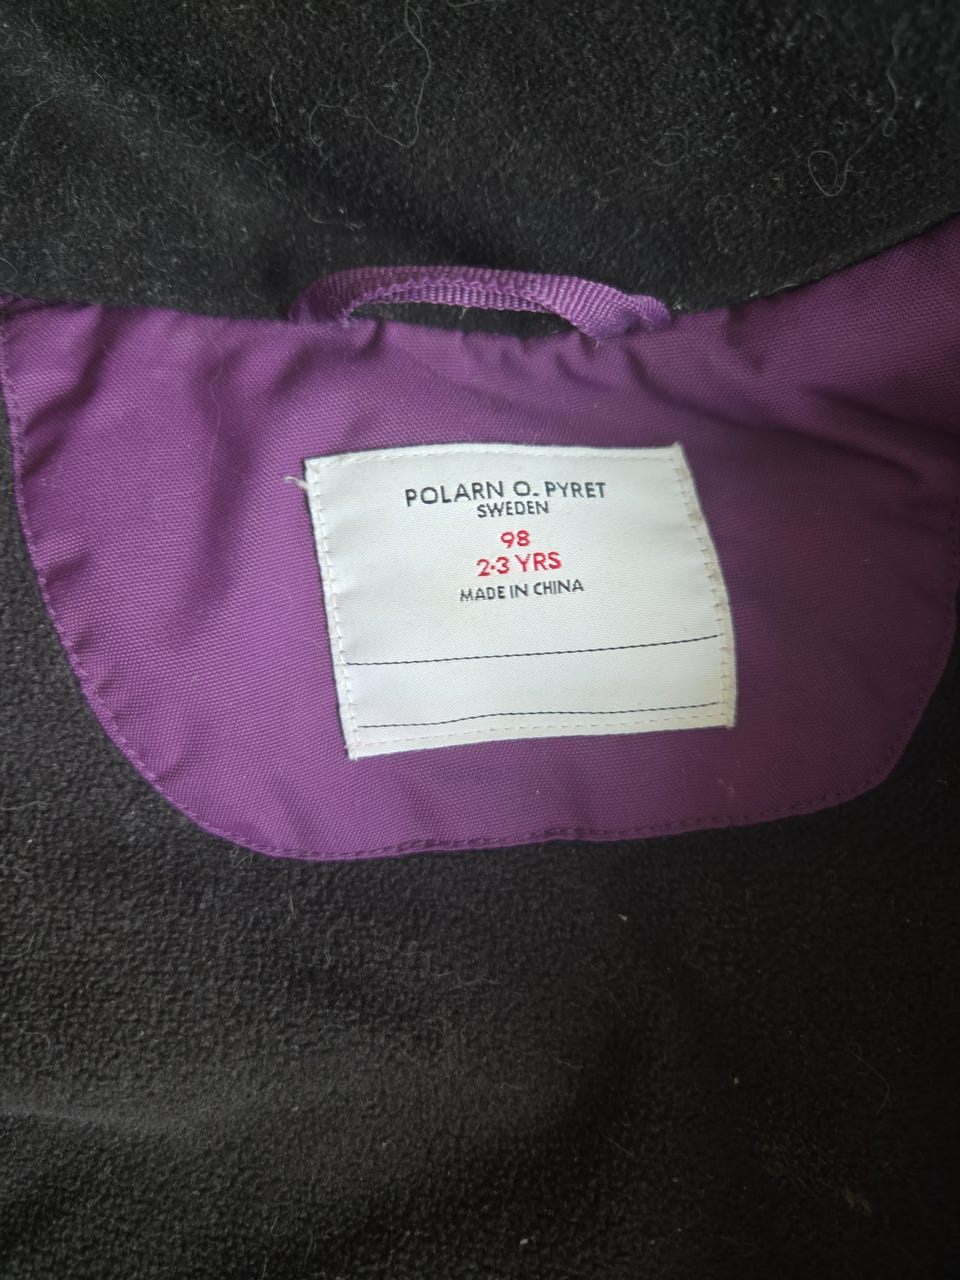 POLARN O. PYRET
SWEDEN
98
2-3 YRS
MADE IN CHINA